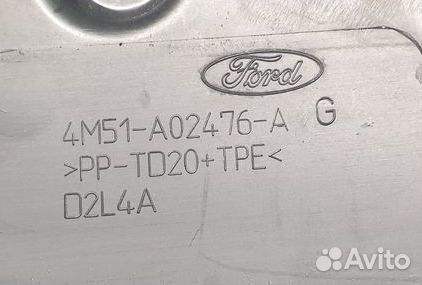 Ford
4M51-A02476-A G
>PP-TD20+TPE<
D2L4A
Avito